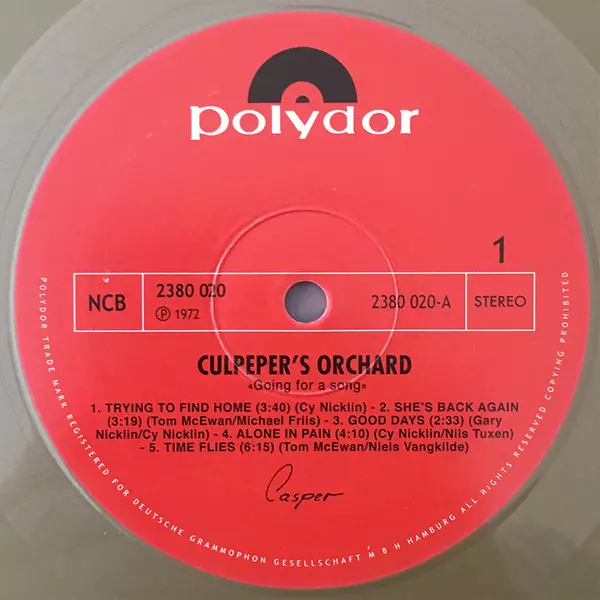 polydor
1
NCB
2380 020
Ⓟ 1972
2380 020-A
STEREO
CULPEPER'S ORCHARD
«Going for a song»
1. TRYING TO FIND HOME (3:40) (Cy Nicklin) - 2. SHE'S BACK AGAIN
(3:19) (Tom McEwan/Michael Friis) - 3. GOOD DAYS (2:33) (Gary
Nicklin/Cy Nicklin) - 4. ALONE IN PAIN (4:10) (Cy Nicklin/Nils Tuxen)
- 5. TIME FLIES (6:15) (Tom McEwan/Niels Vangkilde)
Casper
POLYDOR TRADE MARK REGISTERED FOR DEUTSCHE GRAMMOPHON GESELLSCHAFT M B H HAMBURG ALL RIGHTS RESERVED COPYING PROHIBITED